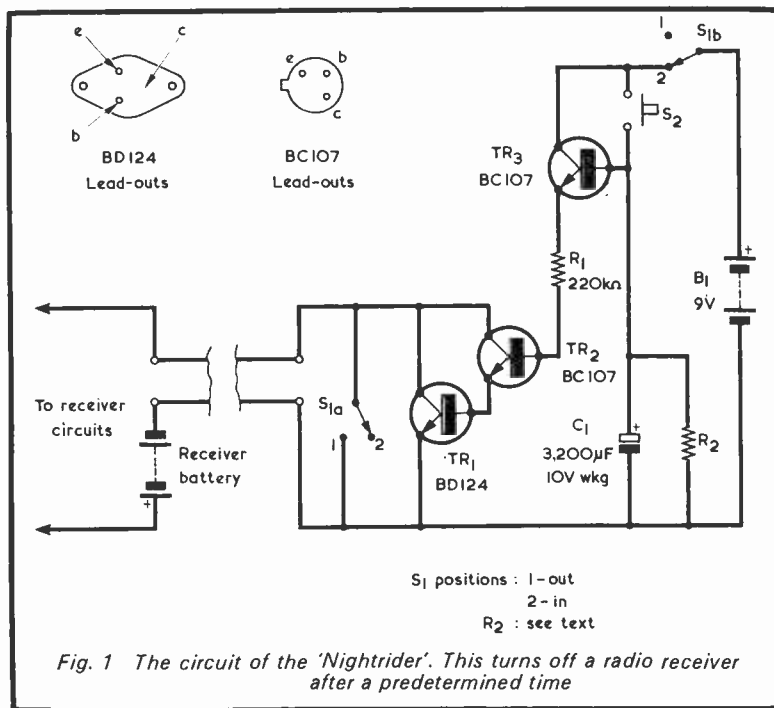 e
c
b
BD124
Lead-outs
e
b
c
BC107
Lead-outs
1
S1b
2
S2
TR3
BC107
R1
220kΩ
B1
9V
+
TR2
BC107
To receiver
circuits
Receiver
battery
+
S1a
1
2
TR1
BD124
C1
3,200µF
10V wkg
+
R2
S1 positions : 1-out
2-in
R2 : see text
Fig. 1 The circuit of the 'Nightrider'. This turns off a radio receiver
after a predetermined time